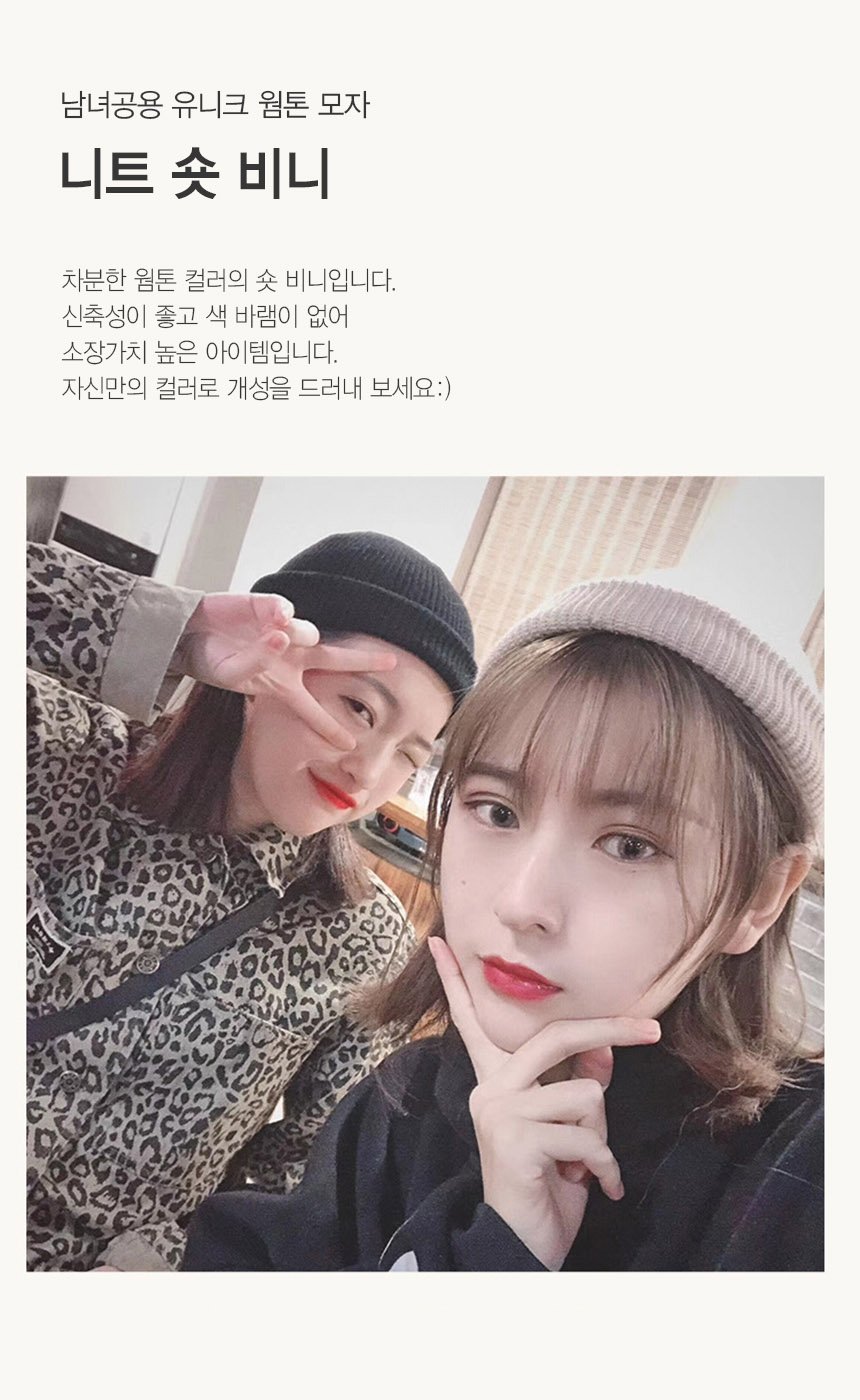 남녀공용 유니크 웜톤 모자
니트 숏 비니
차분한 웜톤 컬러의 숏 비니입니다.
신축성이 좋고 색 바램이 없어
소장가치 높은 아이템입니다.
자신만의 컬러로 개성을 드러내 보세요:)